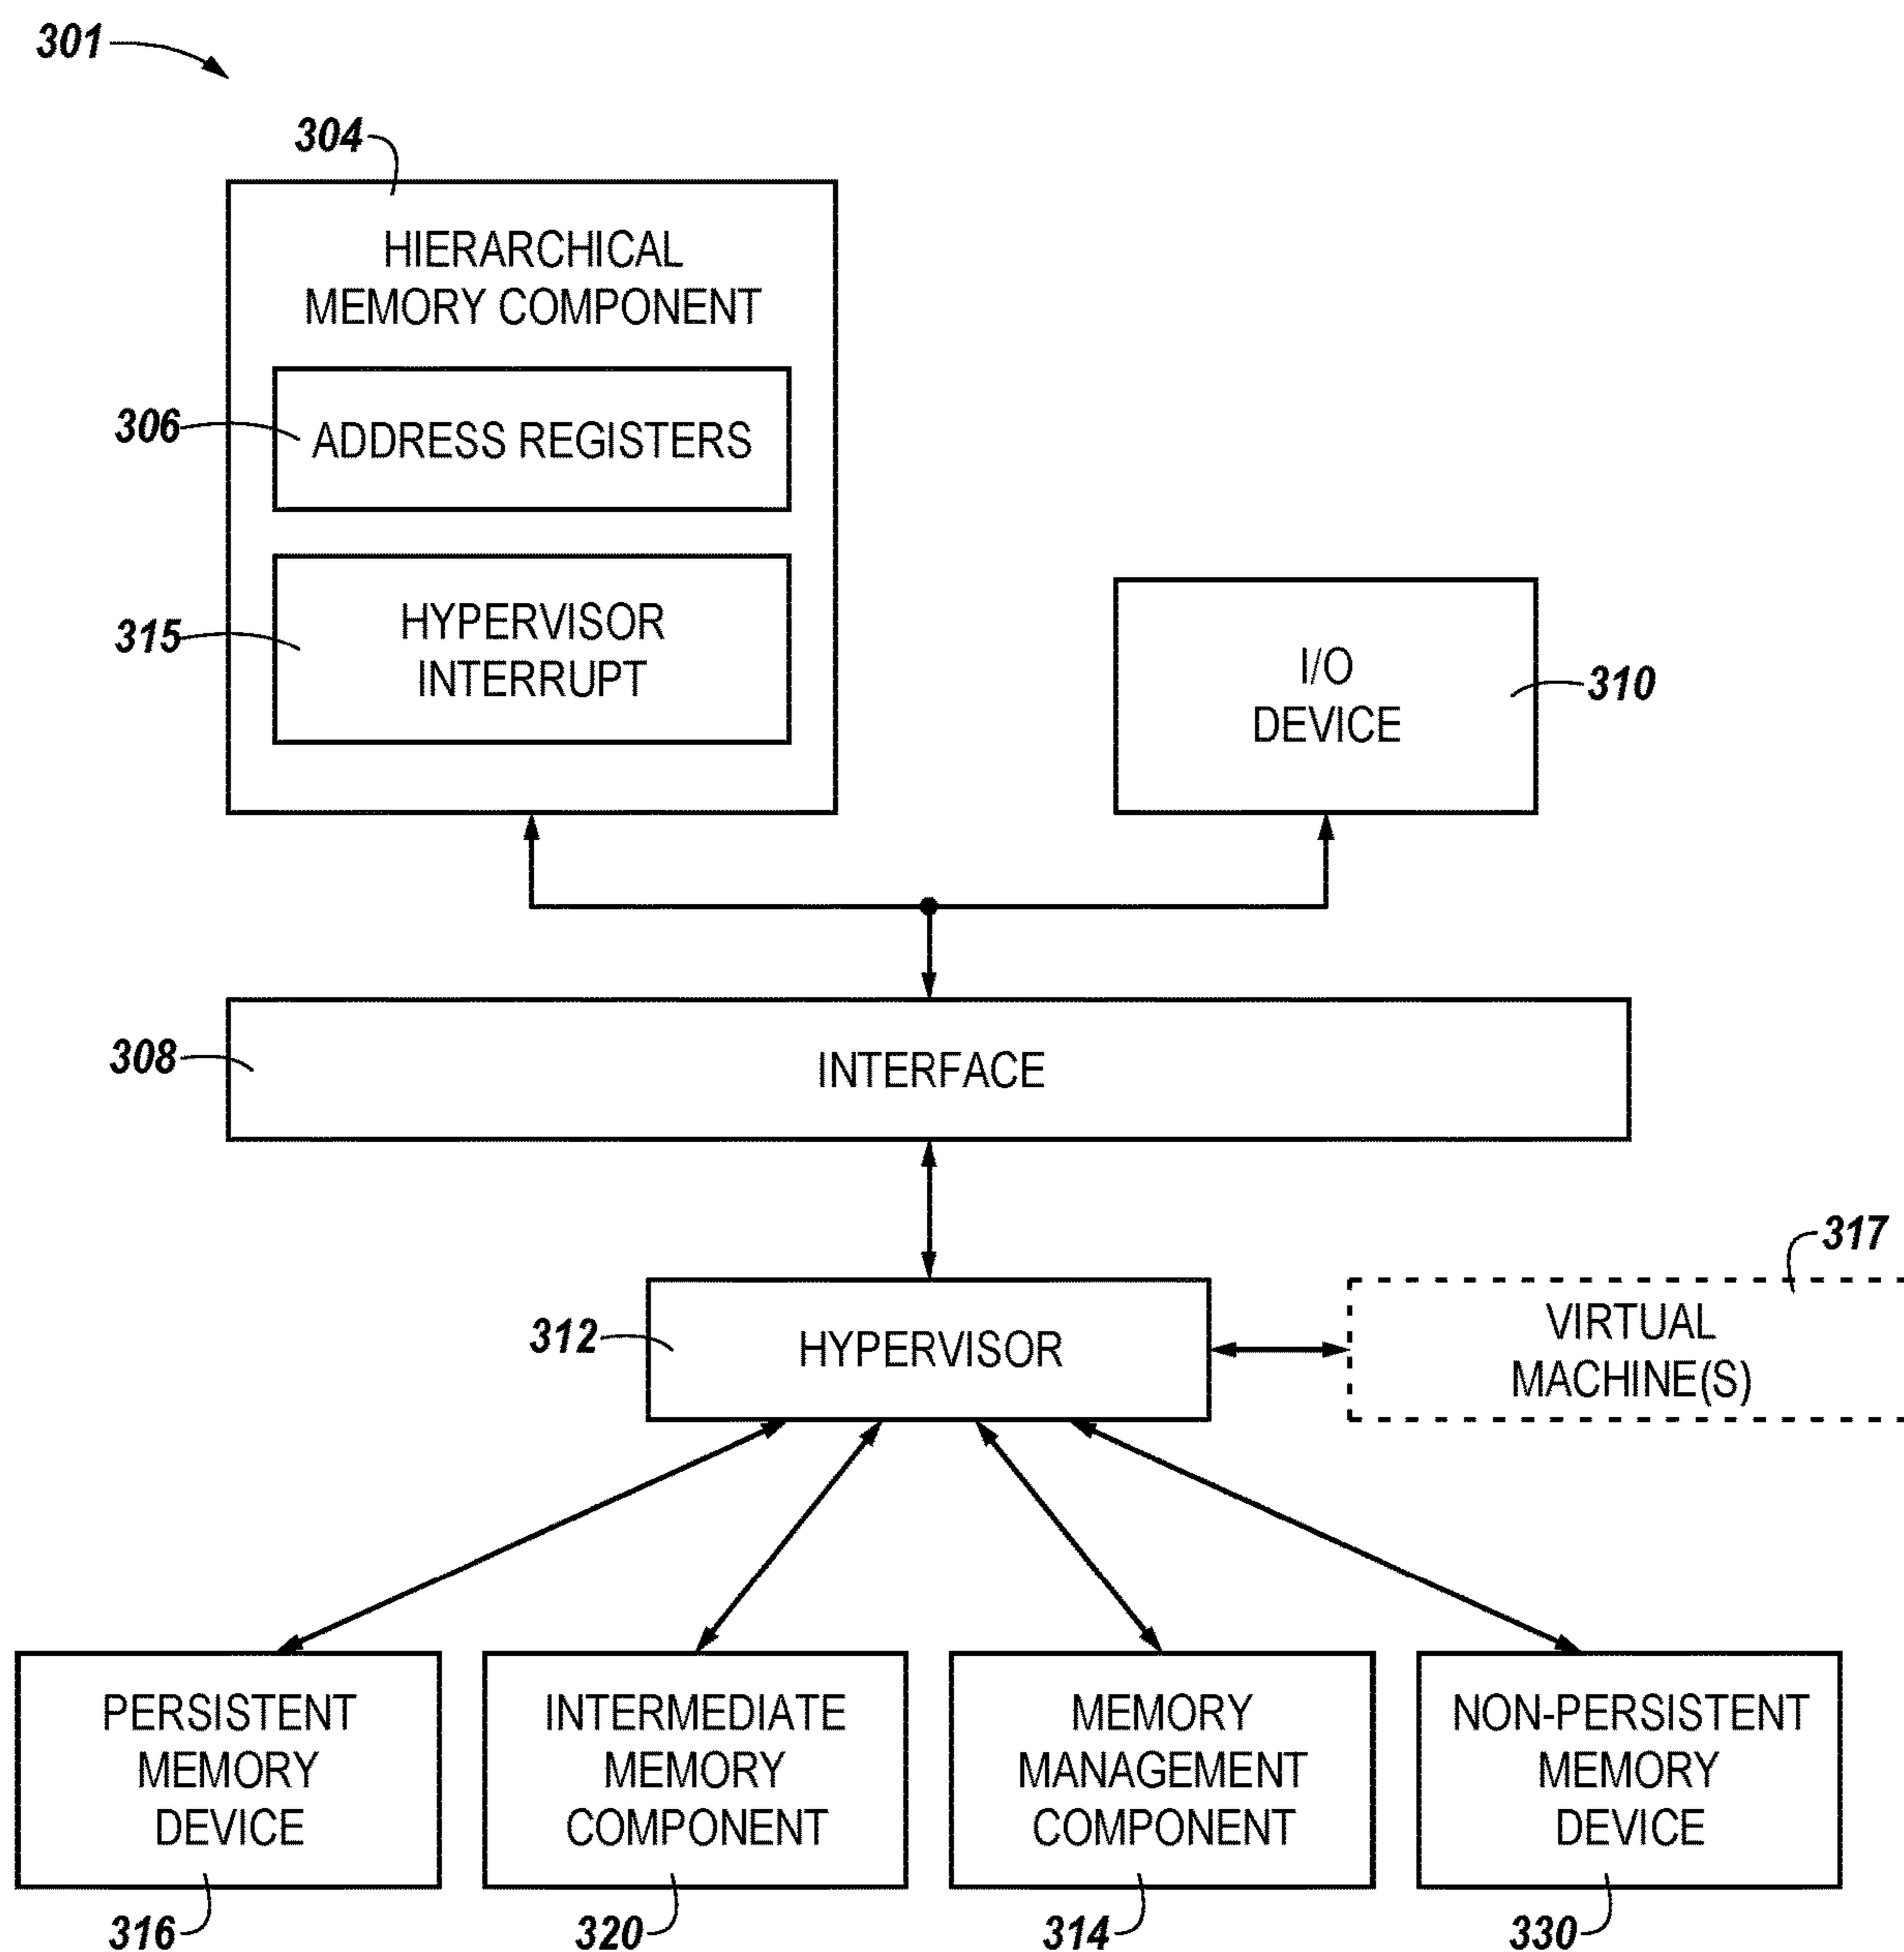 301
304
HIERARCHICAL
MEMORY COMPONENT
306
ADDRESS REGISTERS
315
HYPERVISOR
INTERRUPT
I/O
DEVICE
310
308
INTERFACE
317
312
HYPERVISOR
VIRTUAL
MACHINE(S)
PERSISTENT
MEMORY
DEVICE
INTERMEDIATE
MEMORY
COMPONENT
MEMORY
MANAGEMENT
COMPONENT
NON-PERSISTENT
MEMORY
DEVICE
316
320
314
330